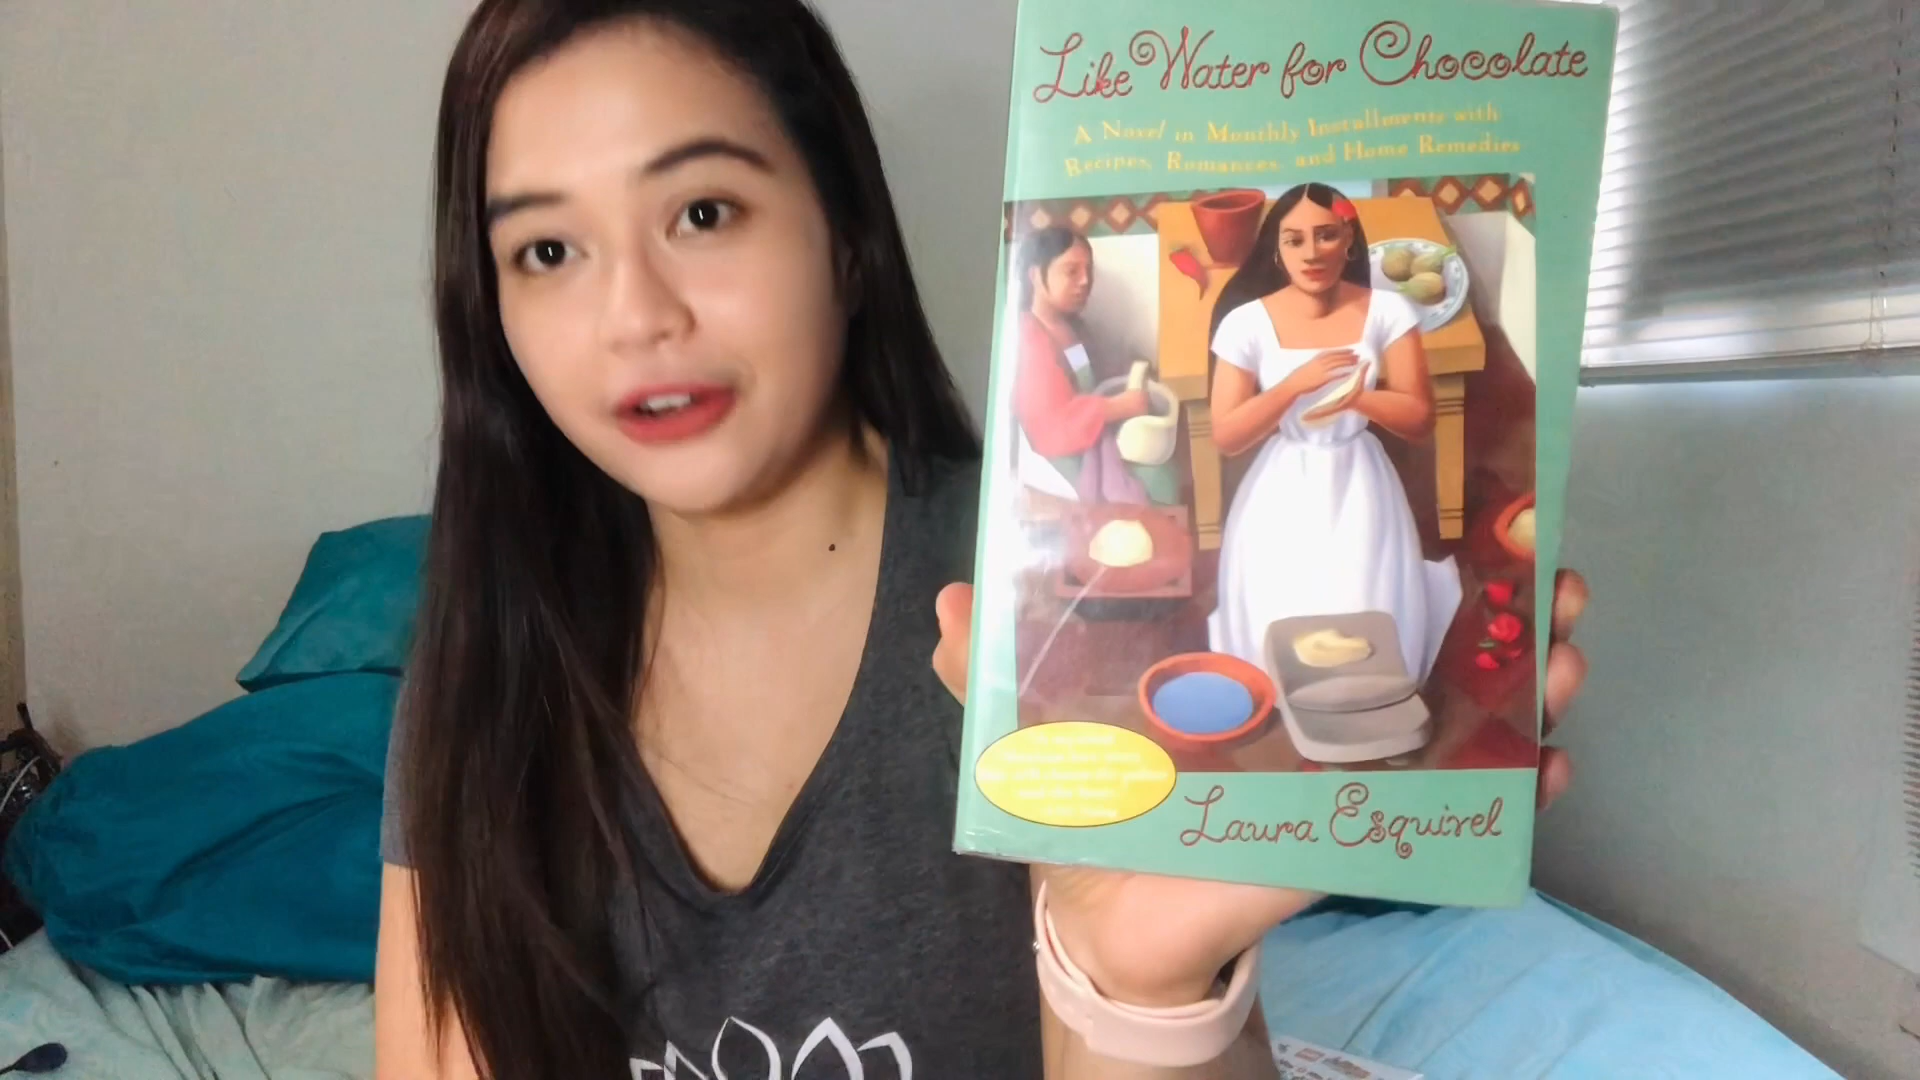 Like Water for Chocolate
A Novel in Monthly Installments with
Recipes, Romances, and Home Remedies
Laura Esquivel